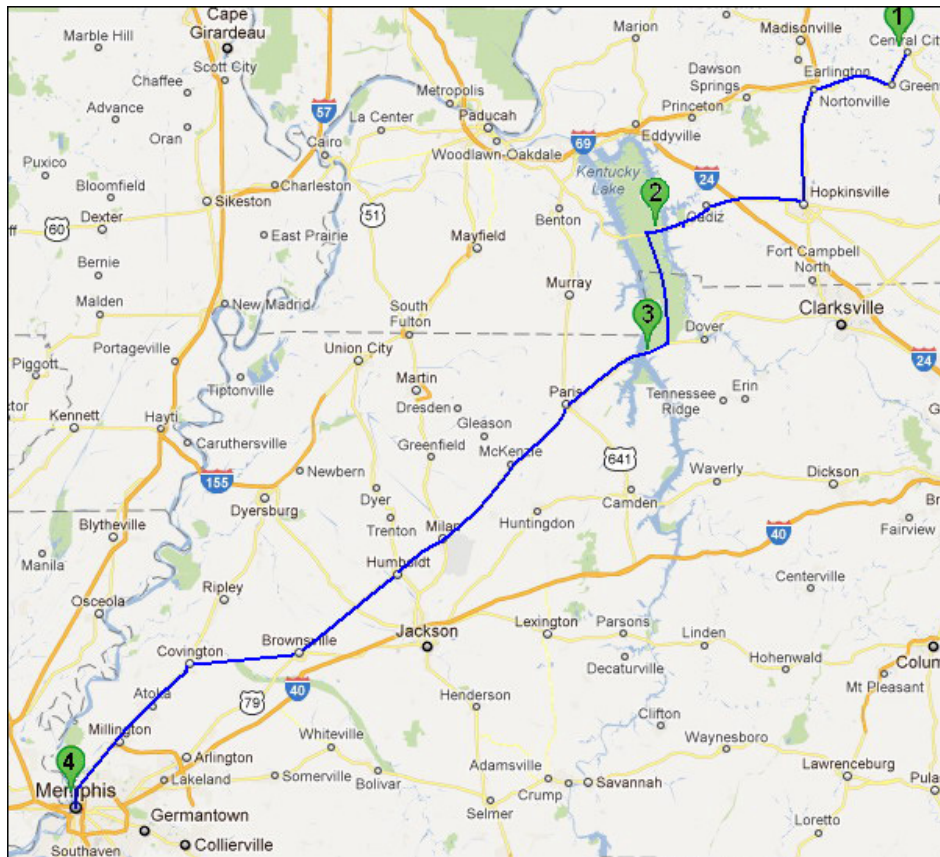 Cape
Girardeau
Marble Hill
Scott City
Chaffee
Advance
Oran
Puxico
Bloomfield
Dexter
60
Bernie
Malden
Piggott
Kennett
Hayti
Portageville
Sikeston
Charleston
East Prairie
New Madrid
57
Cairo
La Center
Metropolis
Paducah
Woodlawn-Oakdale
51
Mayfield
Benton
Murray
Marion
Dawson
Springs
Princeton
Eddyville
69
Kentucky
Lake
24
Cadiz
Madisonville
Earlington
Nortonville
1
Central Cit
Green
2
Hopkinsville
Fort Campbell
North
Clarksville
24
3
Dover
South
Fulton
Union City
Martin
Dresden
Gleason
Greenfield
McKenzie
Paris
Tennessee
Ridge
Erin
641
Waverly
Dickson
Camden
Huntingdon
Tiptonville
Caruthersville
155
Newbern
Dyersburg
Dyer
Trenton
Milan
Humboldt
Blytheville
Manila
Osceola
Ripley
Covington
Brownsville
Jackson
Lexington
Parsons
Decaturville
Linden
Hohenwald
Centerville
Fairview
40
Colum
Mt Pleasant
Atoka
79
40
Henderson
Millington
Arlington
Whiteville
Lakeland
Somerville
Bolivar
Adamsville
Crump
Savannah
Selmer
Clifton
Waynesboro
Lawrenceburg
Pula
Loretto
4
Memphis
Germantown
Collierville
Southaven